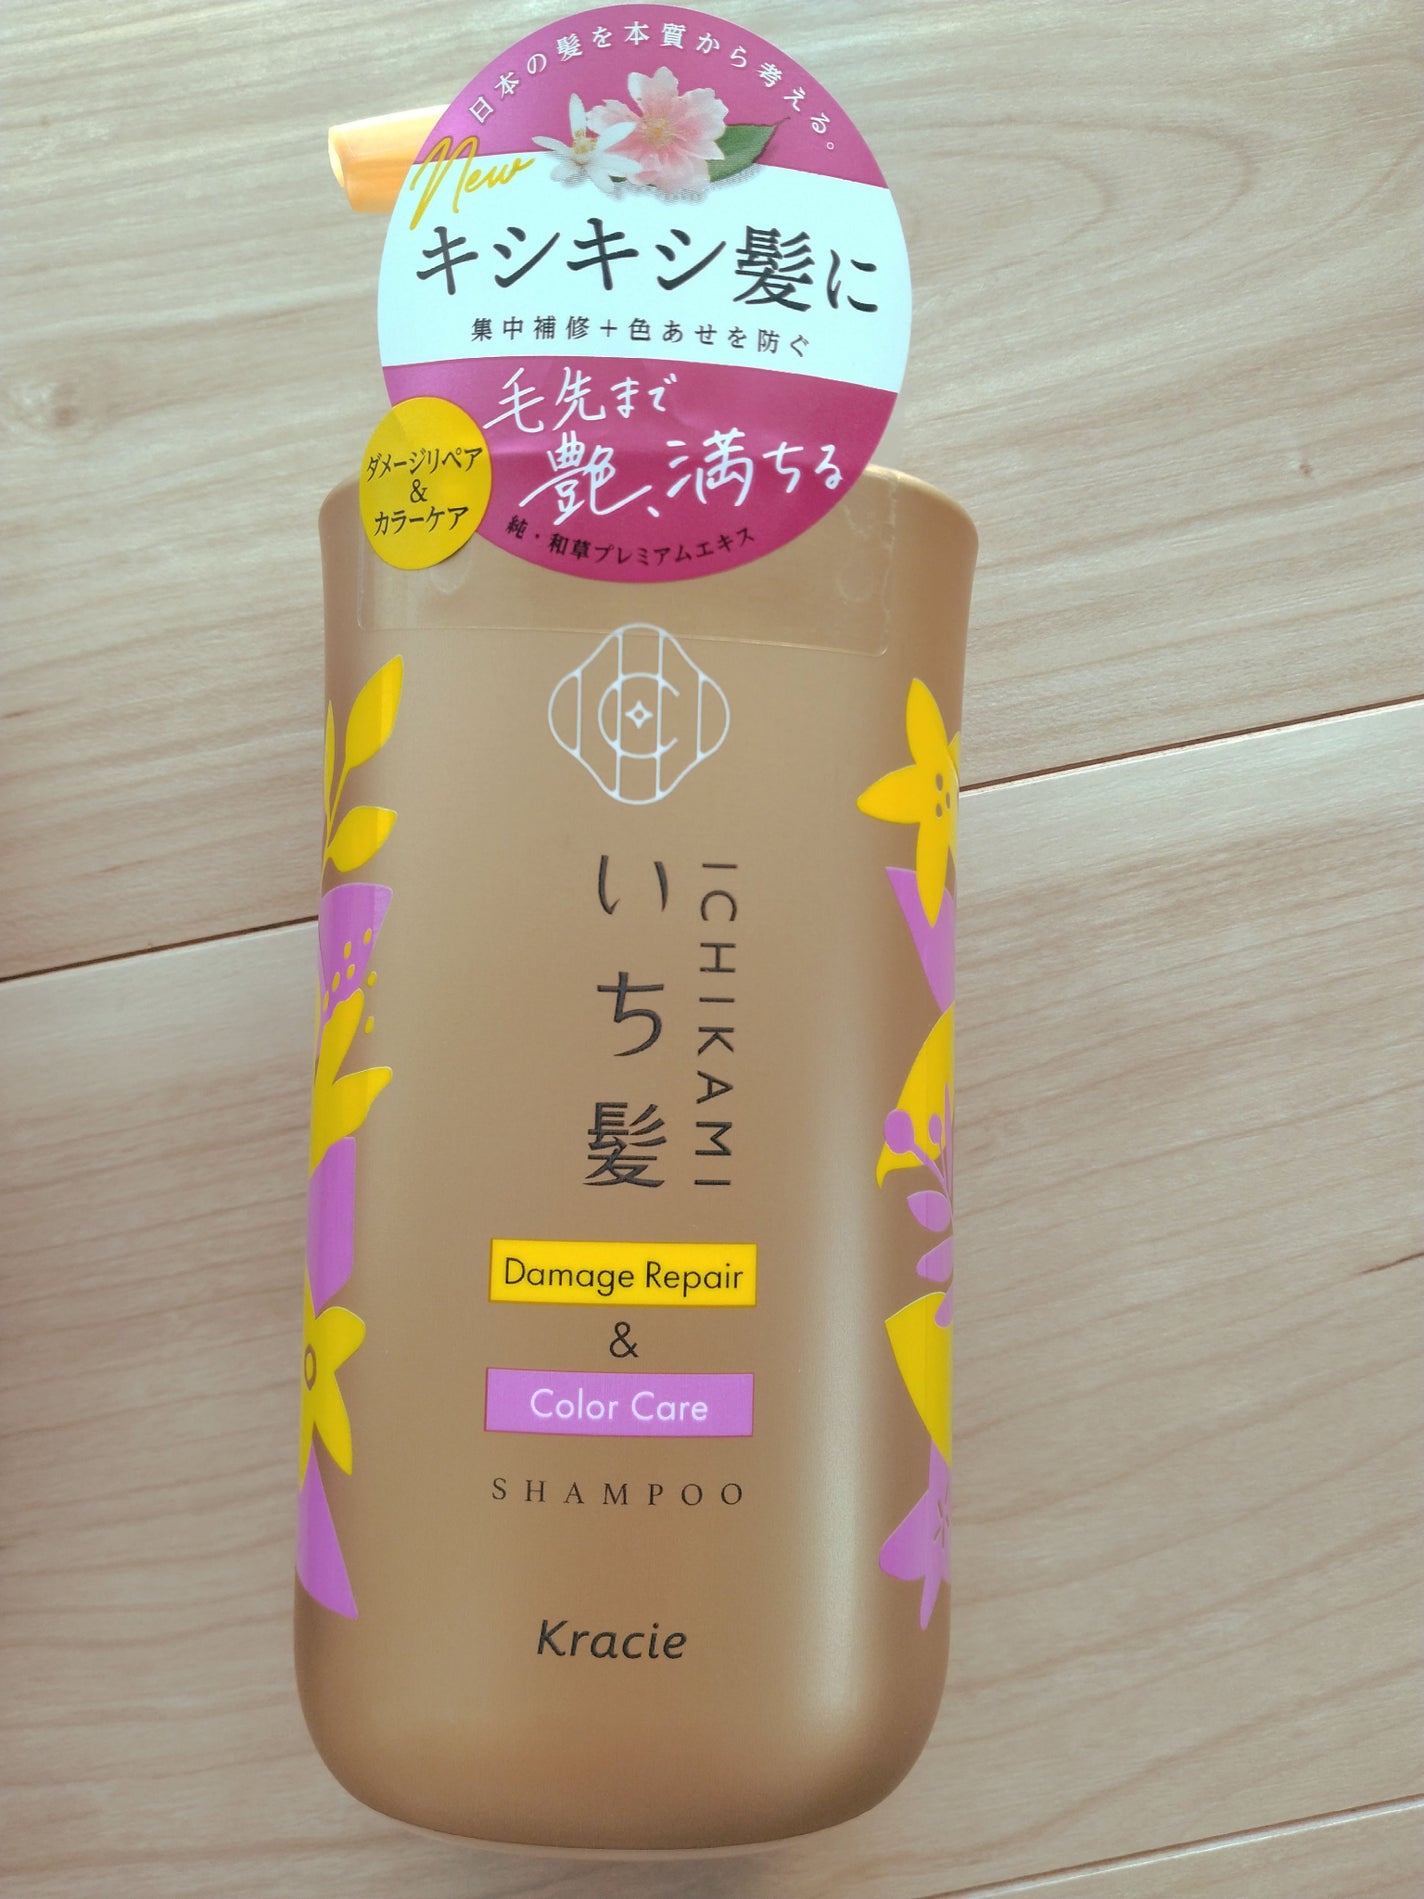 日本の髪を本質から考える。
New
キシキシ髪に
集中補修+色あせを防ぐ
毛先まで
艶、満ちる
ダメージリペア
&
カラーケア
純・和草プレミアムエキス
いち髪
ICHIKAMI
Damage Repair
&
Color Care
SHAMPOO
Kracie